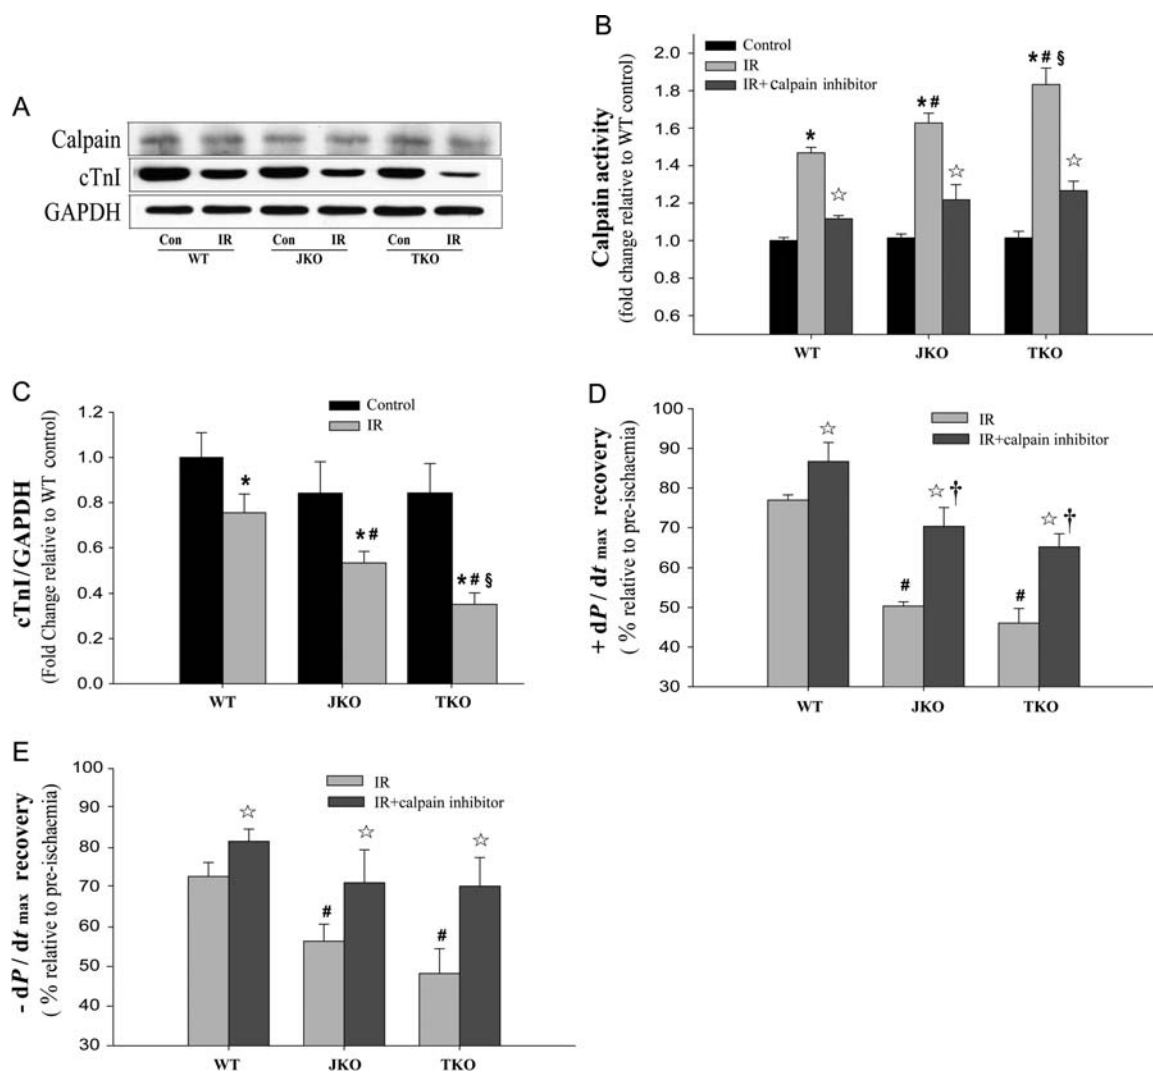 A
Calpain
cTnI
GAPDH
Con IR Con IR Con IR
WT JKO TKO
B
Control
IR
IR+ calpain inhibitor
Calpain activity
(fold change relative to WT control)
2.0
1.8
1.6
1.4
1.2
1.0
0.8
0.6
* ☆ * # ☆ * # § ☆
WT JKO TKO
C
Control
IR
cTnI/GAPDH
(Fold Change relative to WT control)
1.2
1.0
0.8
0.6
0.4
0.2
0.0
* * # * # §
WT JKO TKO
D
IR
IR+calpain inhibitor
+ dP / dt max recovery
( % relative to pre-ischaemia)
100
90
80
70
60
50
40
30
☆ # ☆ † # ☆ †
WT JKO TKO
E
IR
IR+calpain inhibitor
- dP / dt max recovery
( % relative to pre-ischaemia)
100
90
80
70
60
50
40
30
☆ # ☆ # ☆
WT JKO TKO